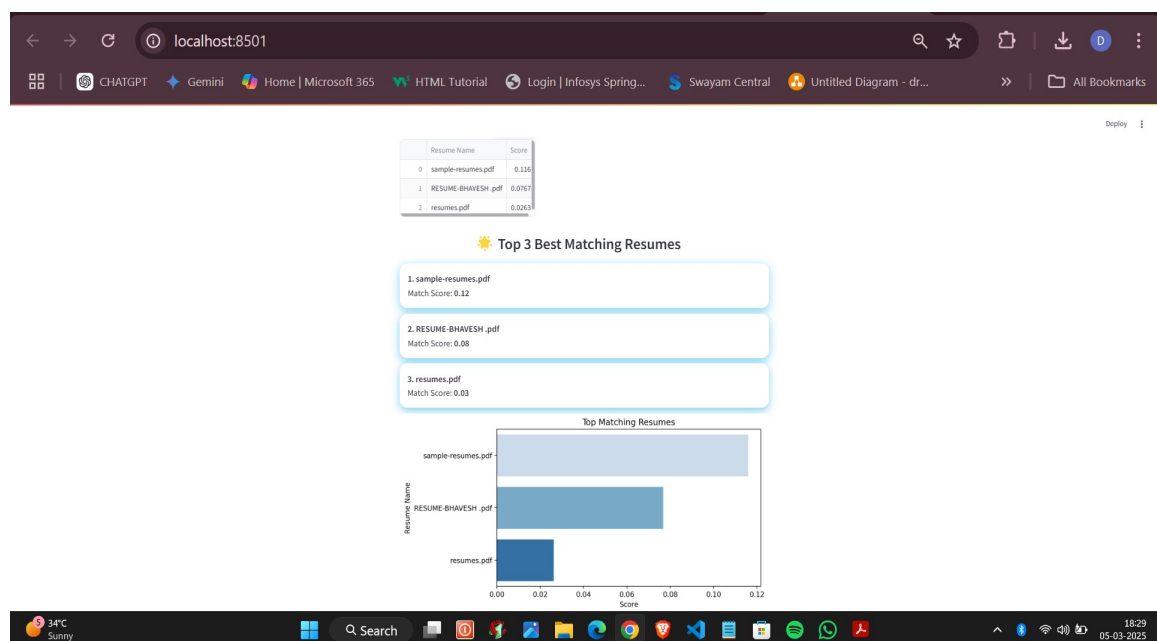 localhost:8501
D
CHATGPT
Gemini
Home | Microsoft 365
HTML Tutorial
Login | Infosys Spring...
Swayam Central
Untitled Diagram - dr...
»
All Bookmarks
Deploy
Resume Name Score
0 sample-resumes.pdf 0.116
1 RESUME-BHAVESH .pdf 0.0767
2 resumes.pdf 0.0263
Top 3 Best Matching Resumes
1. sample-resumes.pdf
Match Score: 0.12
2. RESUME-BHAVESH .pdf
Match Score: 0.08
3. resumes.pdf
Match Score: 0.03
Top Matching Resumes
Resume Name
sample-resumes.pdf
RESUME-BHAVESH .pdf
resumes.pdf
0.00 0.02 0.04 0.06 0.08 0.10 0.12
Score
5
34°C
Sunny
Search
18:29
05-03-2025